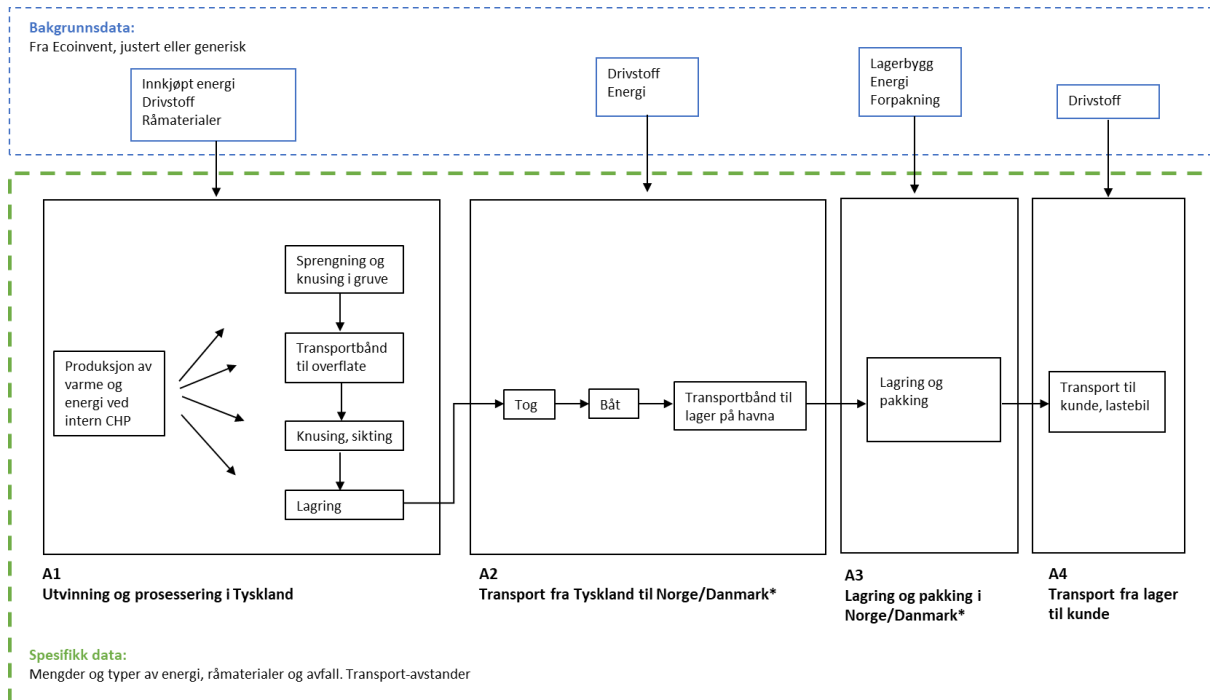 Bakgrunnsdata:
Fra Ecoinvent, justert eller generisk
Innkjøpt energi
Drivstoff
Råmaterialer
Drivstoff
Energi
Lagerbygg
Energi
Forpakning
Drivstoff
Sprengning og
knusing i gruve
Transportbånd
til overflate
Produksjon av
varme og
energi ved
intern CHP
Knusing, sikting
Lagring
Tog
Båt
Transportbånd til
lager på havna
Lagring og
pakking
Transport til
kunde, lastebil
A1
Utvinning og prosessering i Tyskland
A2
Transport fra Tyskland til Norge/Danmark*
A3
Lagring og pakking i
Norge/Danmark*
A4
Transport fra lager
til kunde
Spesifikk data:
Mengder og typer av energi, råmaterialer og avfall. Transport-avstander